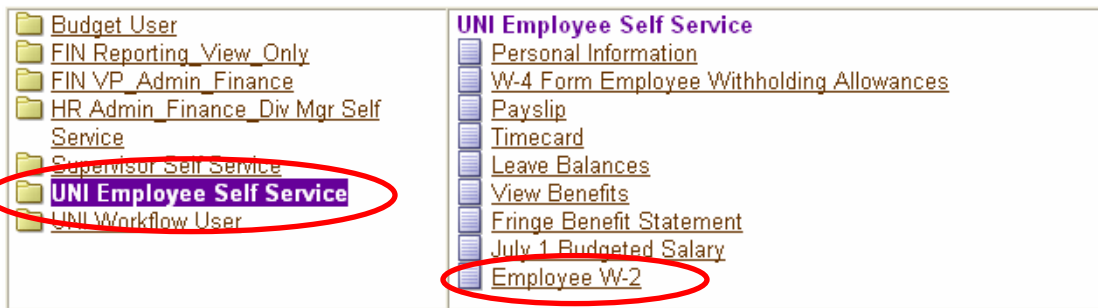 Budget User
FIN Reporting_View_Only
FIN VP_Admin_Finance
HR Admin_Finance_Div Mgr Self
Service
Supervisor Self Service
UNI Employee Self Service
UNI Workflow User
UNI Employee Self Service
Personal Information
W-4 Form Employee Withholding Allowances
Payslip
Timecard
Leave Balances
View Benefits
Fringe Benefit Statement
July 1 Budgeted Salary
Employee W-2